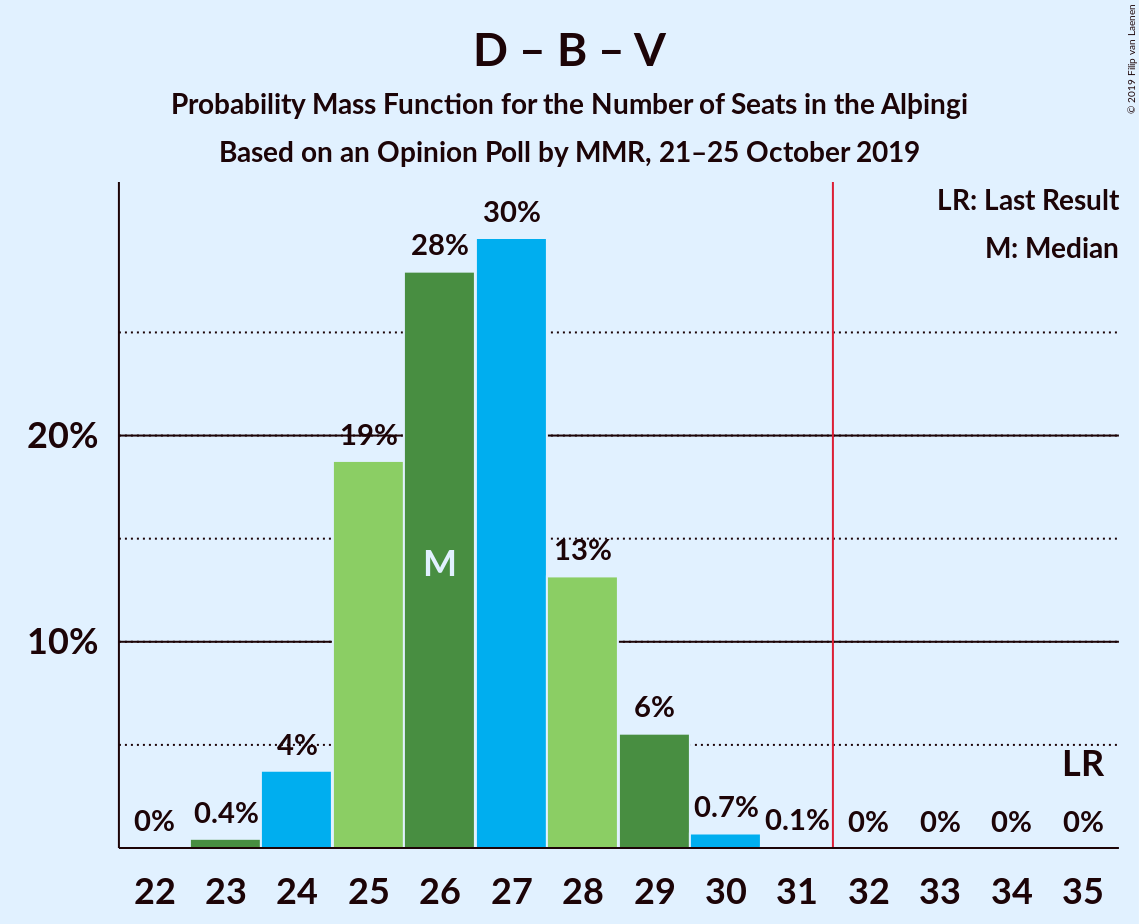 D – B – V
Probability Mass Function for the Number of Seats in the Alþingi
Based on an Opinion Poll by MMR, 21–25 October 2019
© 2019 Filip van Laenen
LR: Last Result
M: Median
30%
28%
20%
19%
13%
M
10%
6%
4%
LR
0%
0.4%
0.7%
0.1%
0%
0%
0%
0%
22 23 24 25 26 27 28 29 30 31 32 33 34 35